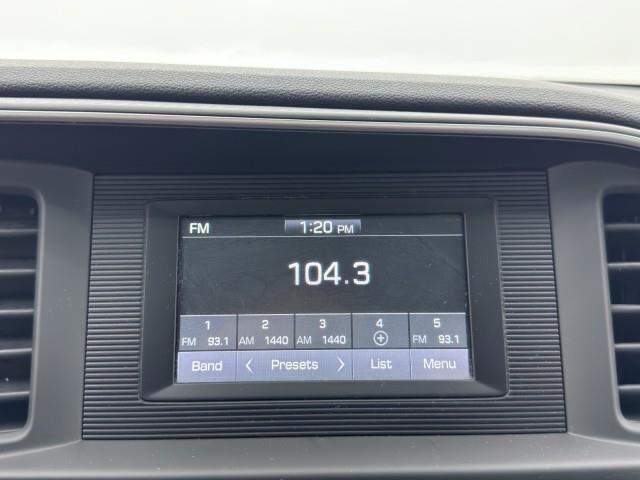 FM 1:20 PM
104.3
1 2 3 4 5
FM 93.1 AM 1440 AM 1440 FM 93.1
Band Presets List Menu